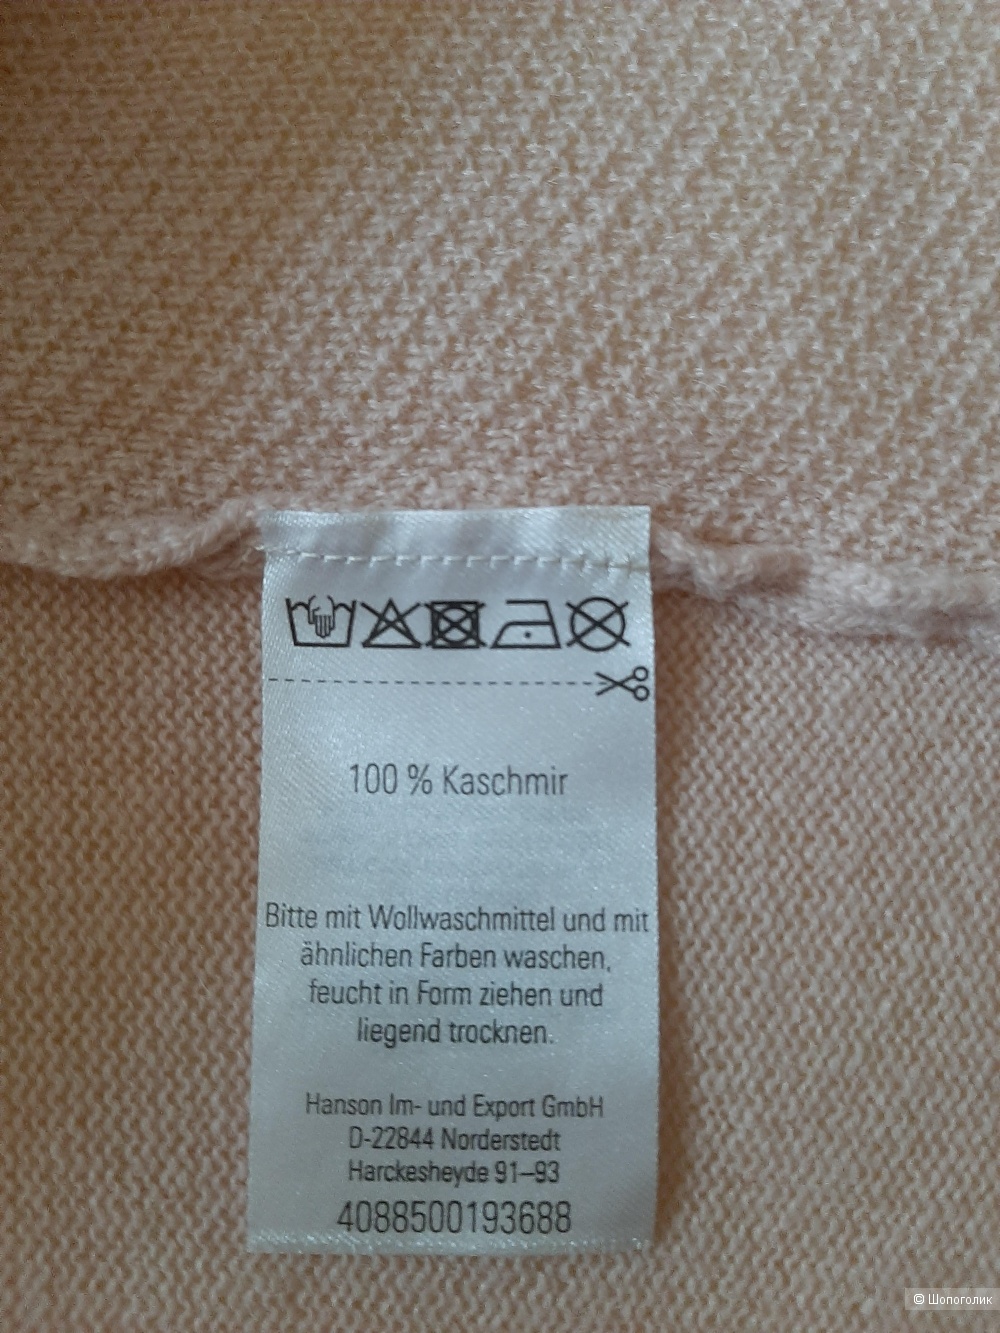 100 % Kaschmir
Bitte mit Wollwaschmittel und mit
ähnlichen Farben waschen,
feucht in Form ziehen und
liegend trocknen.
Hanson Im- und Export GmbH
D-22844 Norderstedt
Harckesheyde 91–93
4088500193688
© Шопоголик